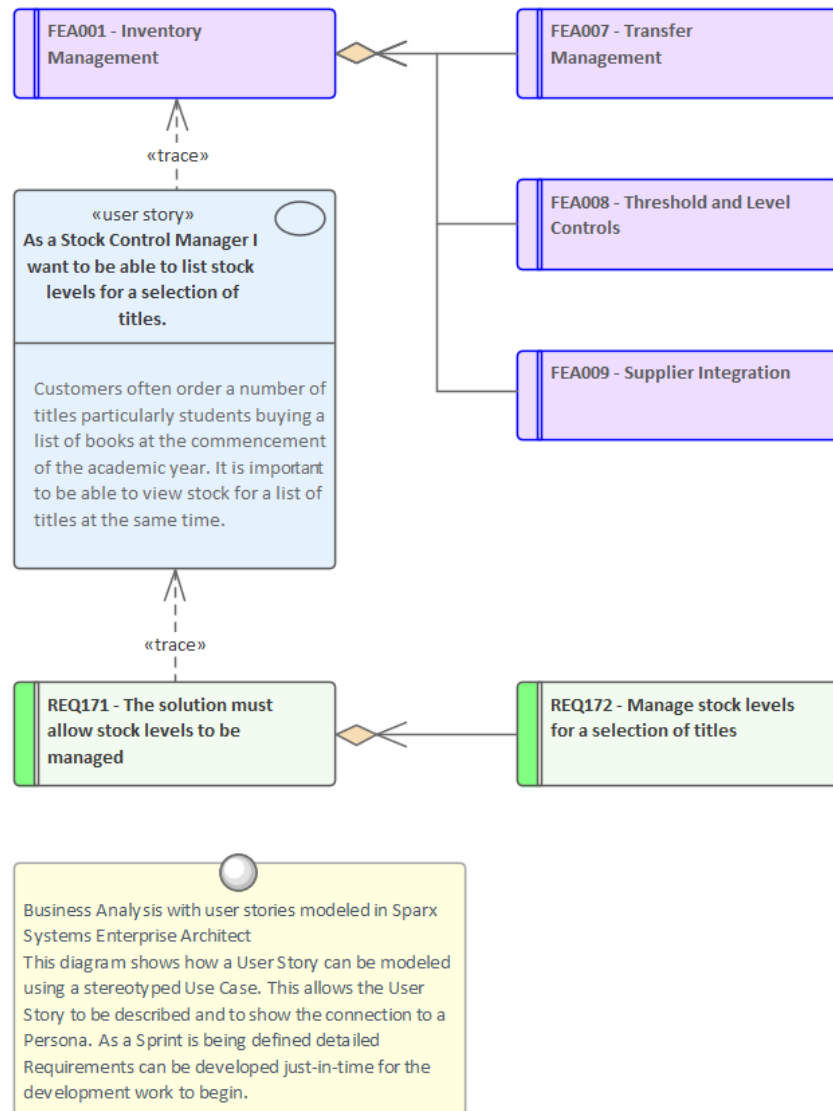 FEA001 - Inventory
Management
FEA007 - Transfer
Management
«trace»
FEA008 - Threshold and Level
Controls
«user story»
As a Stock Control Manager I
want to be able to list stock
levels for a selection of
titles.
FEA009 - Supplier Integration
Customers often order a number of
titles particularly students buying a
list of books at the commencement
of the academic year. It is important
to be able to view stock for a list of
titles at the same time.
«trace»
REQ171 - The solution must
allow stock levels to be
managed
REQ172 - Manage stock levels
for a selection of titles
Business Analysis with user stories modeled in Sparx
Systems Enterprise Architect
This diagram shows how a User Story can be modeled
using a stereotyped Use Case. This allows the User
Story to be described and to show the connection to a
Persona. As a Sprint is being defined detailed
Requirements can be developed just-in-time for the
development work to begin.